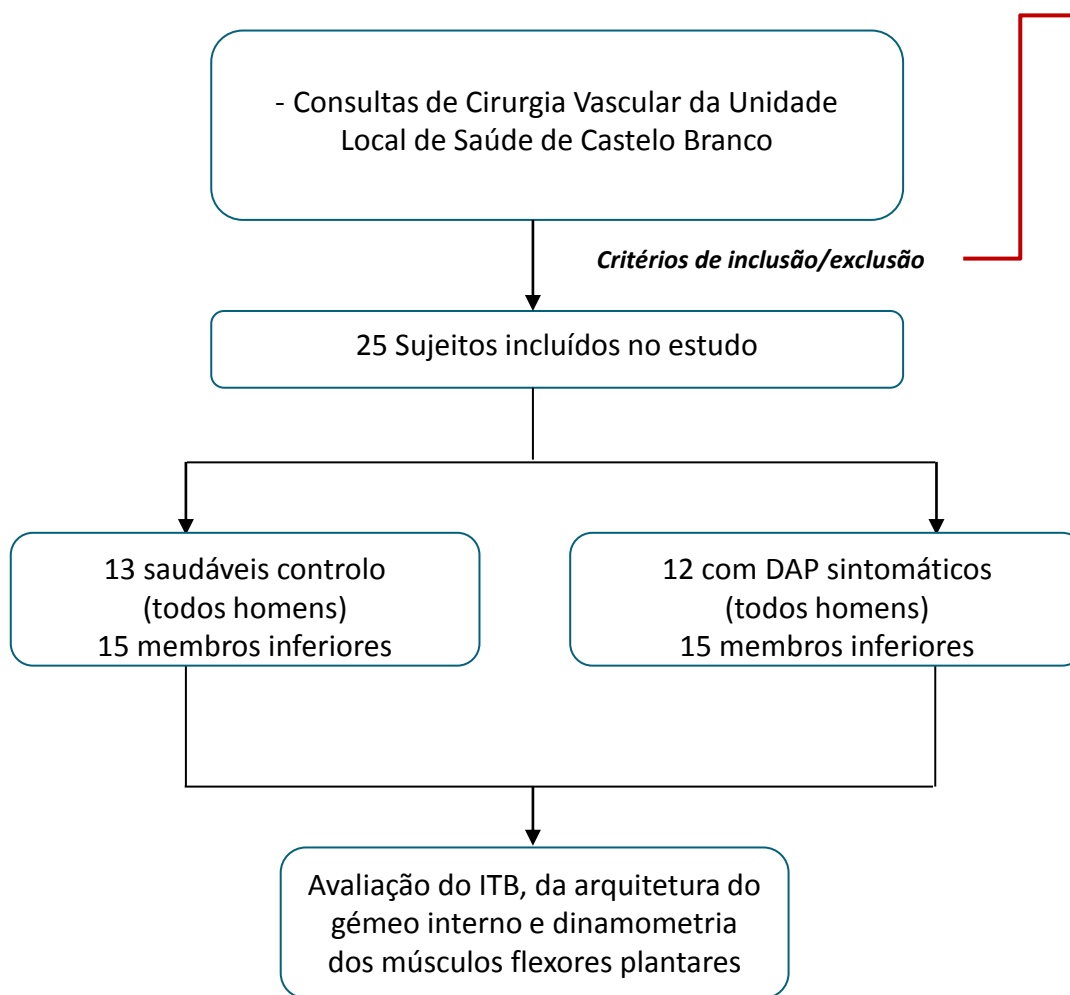 - Consultas de Cirurgia Vascular da Unidade
Local de Saúde de Castelo Branco
Critérios de inclusão/exclusão
25 Sujeitos incluídos no estudo
13 saudáveis controlo
(todos homens)
15 membros inferiores
12 com DAP sintomáticos
(todos homens)
15 membros inferiores
Avaliação do ITB, da arquitetura do
gémeo interno e dinamometria
dos músculos flexores plantares